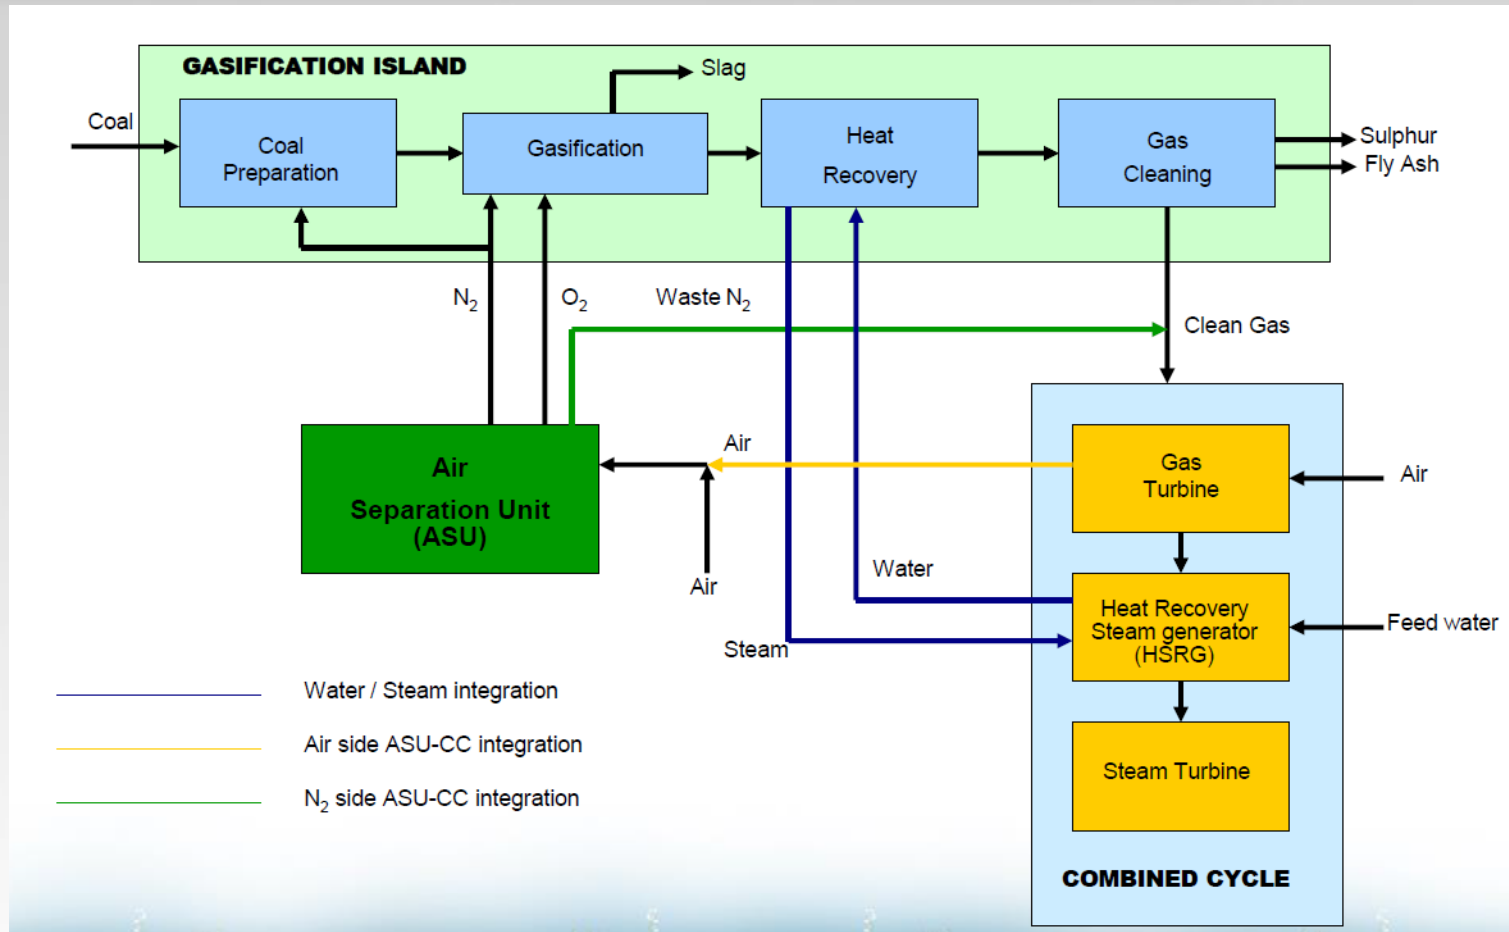 GASIFICATION ISLAND
Slag
Coal
Coal
Preparation
Gasification
Heat
Recovery
Gas
Cleaning
Sulphur
Fly Ash
N₂
O₂
Waste N₂
Clean Gas
Air
Separation Unit
(ASU)
Air
Air
Gas
Turbine
Air
Water
Steam
Heat Recovery
Steam generator
(HSRG)
Feed water
Steam Turbine
COMBINED CYCLE
Water / Steam integration
Air side ASU-CC integration
N₂ side ASU-CC integration